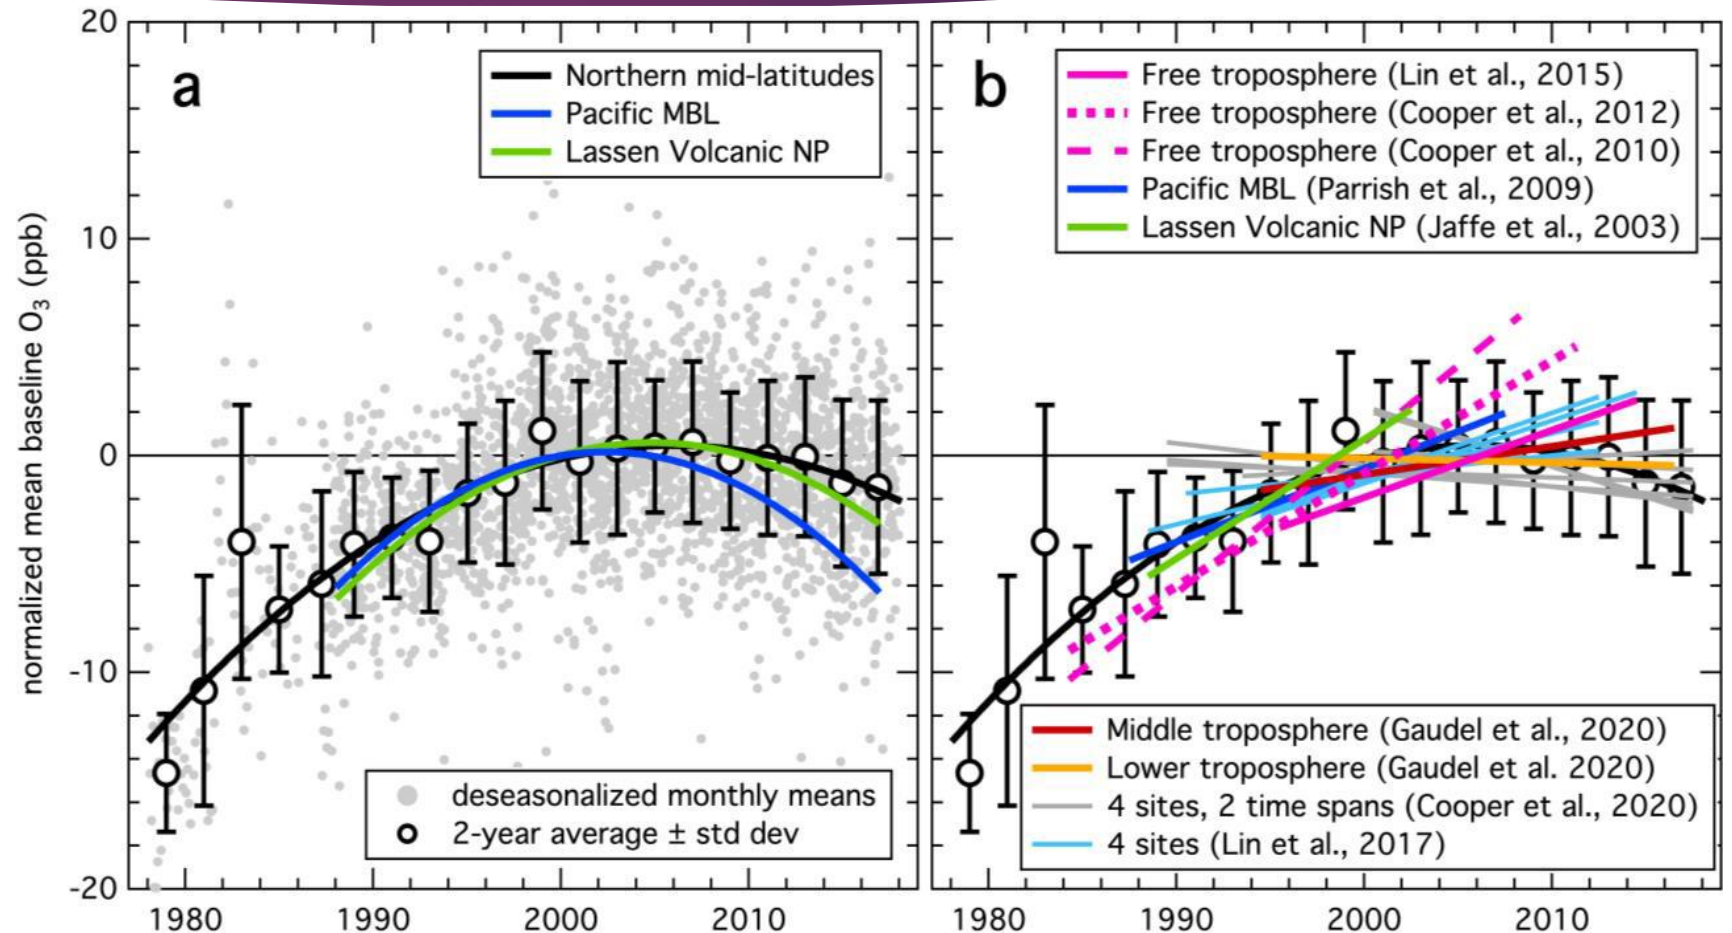 normalized mean baseline O₃ (ppb)
20
10
0
-10
-20
a
Northern mid-latitudes
Pacific MBL
Lassen Volcanic NP
deseasonalized monthly means
2-year average ± std dev
1980
1990
2000
2010
b
Free troposphere (Lin et al., 2015)
Free troposphere (Cooper et al., 2012)
Free troposphere (Cooper et al., 2010)
Pacific MBL (Parrish et al., 2009)
Lassen Volcanic NP (Jaffe et al., 2003)
Middle troposphere (Gaudel et al., 2020)
Lower troposphere (Gaudel et al. 2020)
4 sites, 2 time spans (Cooper et al., 2020)
4 sites (Lin et al., 2017)
1980
1990
2000
2010